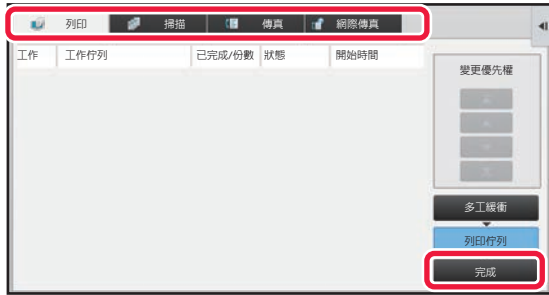 列印 掃描 傳真 網際傳真
工作 工作佇列 已完成/份數 狀態 開始時間
變更優先權
多工緩衝
列印佇列
完成